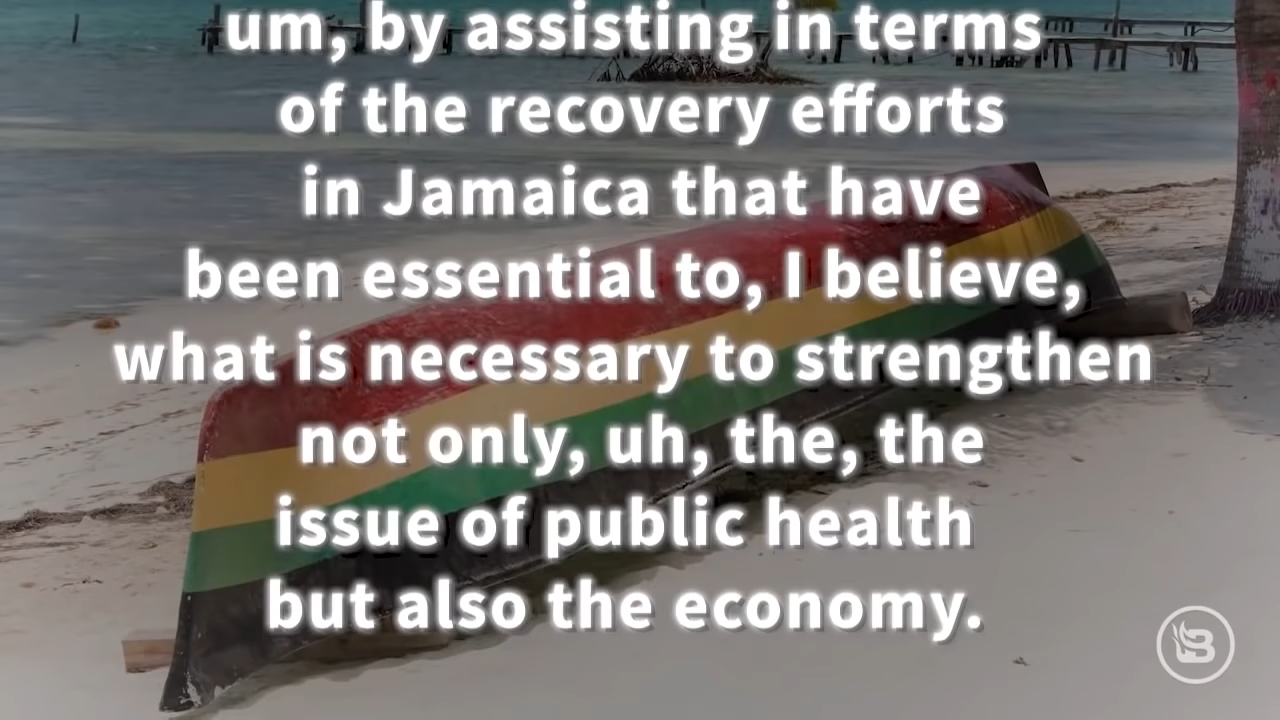 um, by assisting in terms
of the recovery efforts
in Jamaica that have
been essential to, I believe,
what is necessary to strengthen
not only, uh, the, the
issue of public health
but also the economy.
B